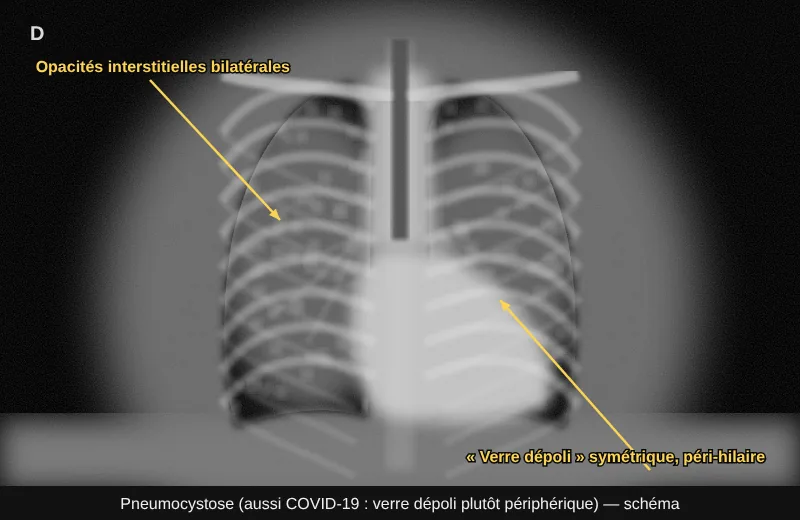 D
Opacités interstitielles bilatérales
« Verre dépoli » symétrique, péri-hilaire
Pneumocystose (aussi COVID-19 : verre dépoli plutôt périphérique) — schéma